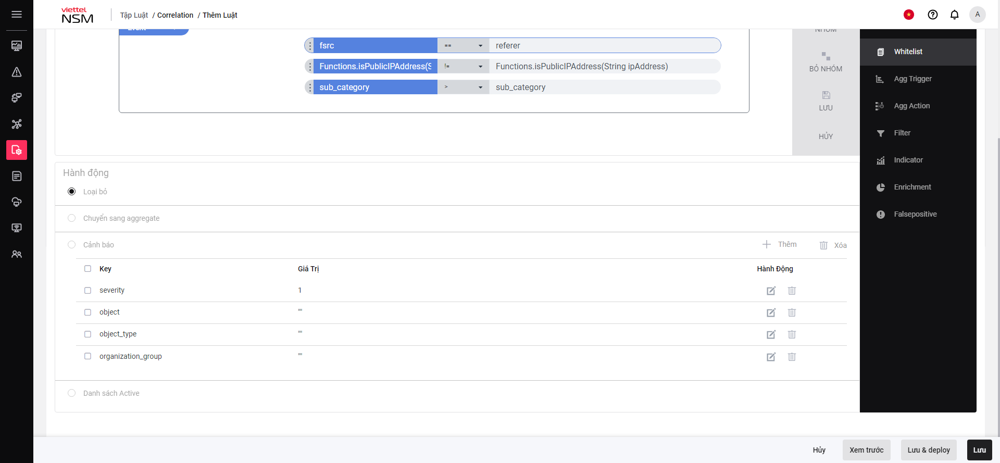 viettel
NSM
Tập Luật / Correlation / Thêm Luật
A
fsrc == referer
Functions.isPublicIPAddress(S != Functions.isPublicIPAddress(String ipAddress)
sub_category > sub_category
NHÓM
BỎ NHÓM
LƯU
HỦY
Whitelist
Agg Trigger
Agg Action
Filter
Indicator
Enrichment
Falsepositive
Hành động
Loại bỏ
Chuyển sang aggregate
Cảnh báo
Thêm
Xóa
Key Giá Trị Hành Động
severity 1
object ""
object_type ""
organization_group ""
Danh sách Active
Hủy
Xem trước
Lưu & deploy
Lưu